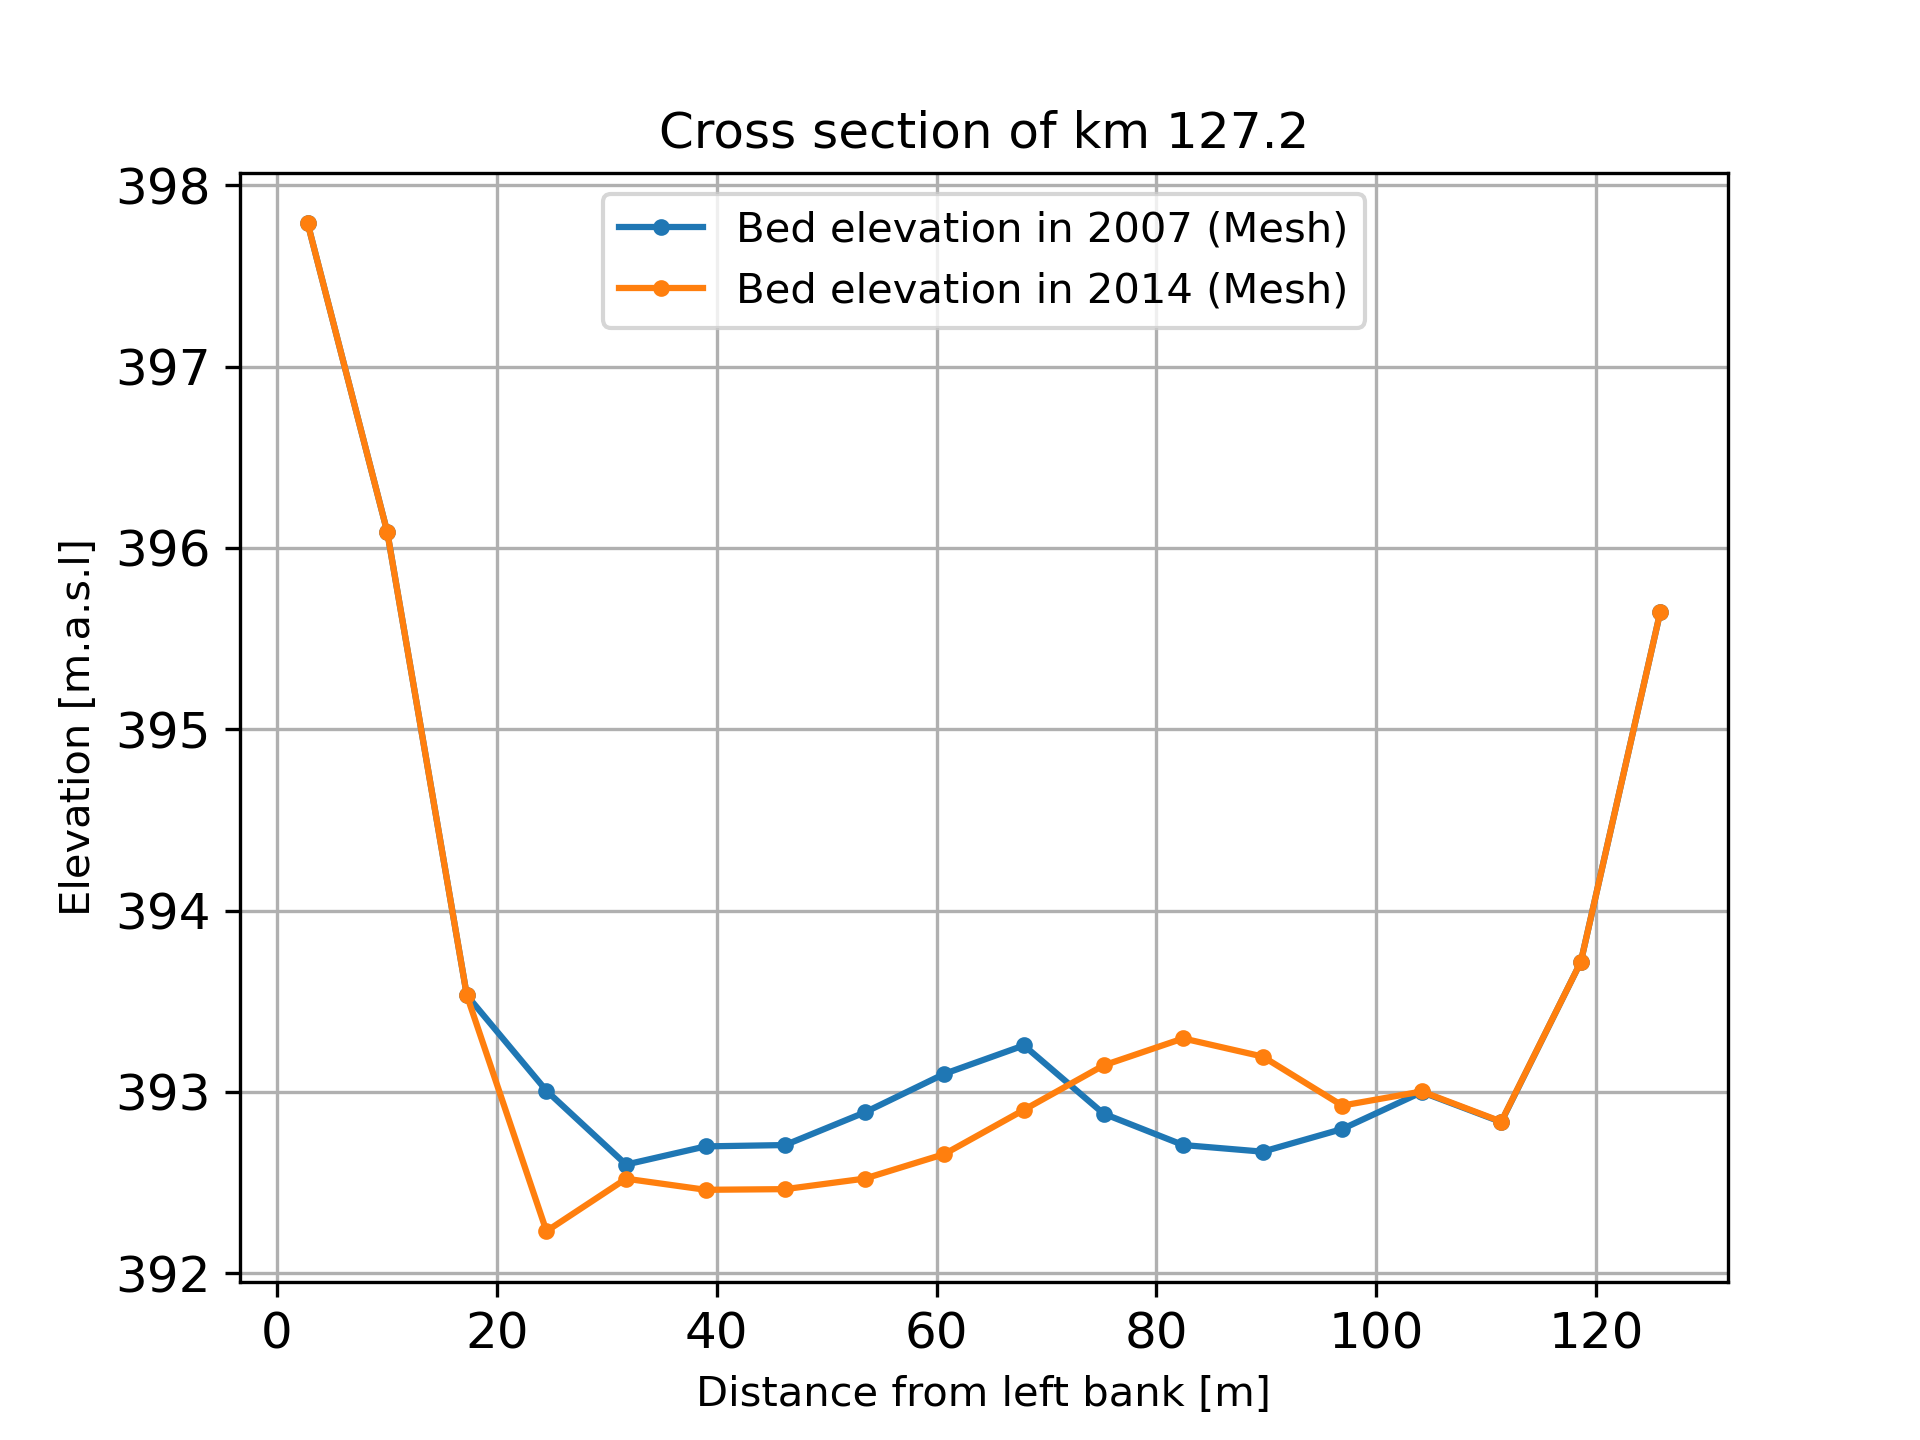 Cross section of km 127.2
Bed elevation in 2007 (Mesh)
Bed elevation in 2014 (Mesh)
398
397
396
395
394
393
392
Elevation [m.a.s.l]
0 20 40 60 80 100 120
Distance from left bank [m]